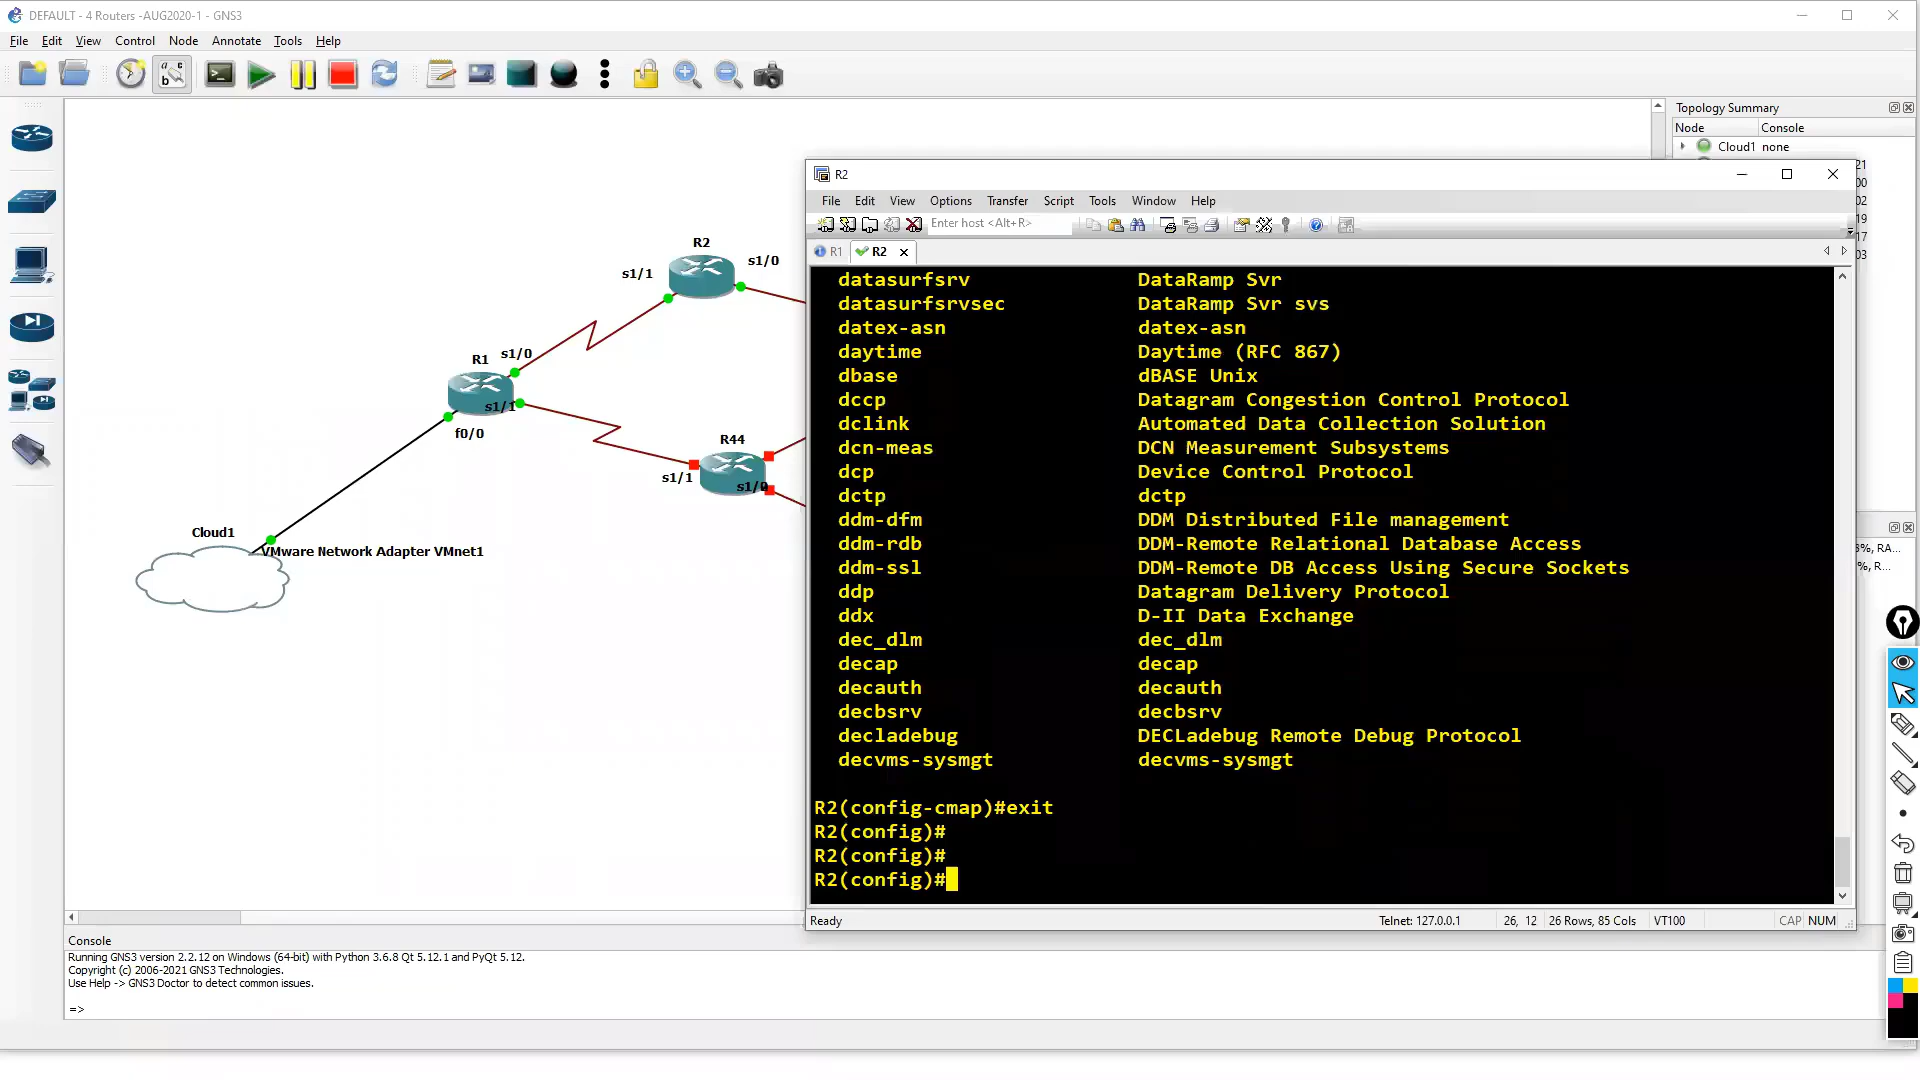 DEFAULT - 4 Routers -AUG2020-1 - GNS3
File Edit View Control Node Annotate Tools Help
Topology Summary
Node Console
Cloud1 none
21
00
02
19
17
03
R2
s1/1
s1/0
R1
s1/0
s1/1
f0/0
R44
s1/1
s1/0
Cloud1
VMware Network Adapter VMnet1
R2
File Edit View Options Transfer Script Tools Window Help
Enter host <Alt+R>
R1 R2
datasurfsrv DataRamp Svr
datasurfsrvsec DataRamp Svr svs
datex-asn datex-asn
daytime Daytime (RFC 867)
dbase dBASE Unix
dccp Datagram Congestion Control Protocol
dclink Automated Data Collection Solution
dcn-meas DCN Measurement Subsystems
dcp Device Control Protocol
dctp dctp
ddm-dfm DDM Distributed File management
ddm-rdb DDM-Remote Relational Database Access
ddm-ssl DDM-Remote DB Access Using Secure Sockets
ddp Datagram Delivery Protocol
ddx D-II Data Exchange
dec_dlm dec_dlm
decap decap
decauth decauth
decbsrv decbsrv
decladebug DECLadebug Remote Debug Protocol
decvms-sysmgt decvms-sysmgt
R2(config-cmap)#exit
R2(config)#
R2(config)#
R2(config)#
Ready Telnet: 127.0.0.1 26, 12 26 Rows, 85 Cols VT100 CAP NUM
%, RA...
%, R...
Console
Running GNS3 version 2.2.12 on Windows (64-bit) with Python 3.6.8 Qt 5.12.1 and PyQt 5.12.
Copyright (c) 2006-2021 GNS3 Technologies.
Use Help -> GNS3 Doctor to detect common issues.
=>